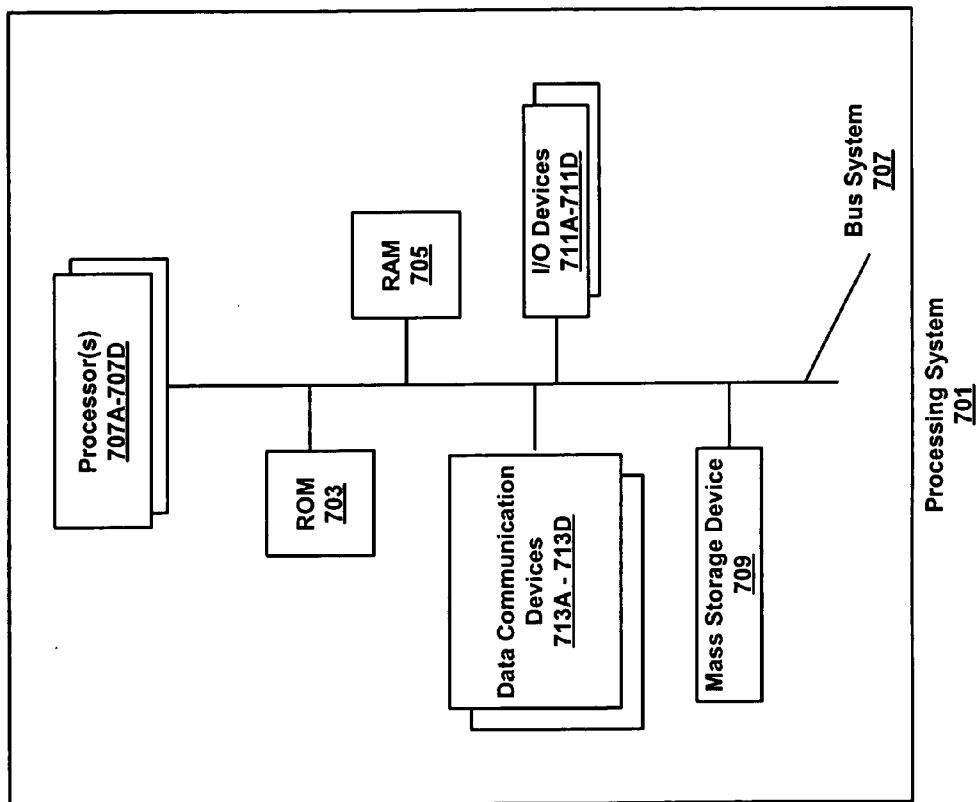 Processor(s)
707A-707D
ROM
703
RAM
705
Data Communication
Devices
713A - 713D
I/O Devices
711A-711D
Mass Storage Device
709
Bus System
707
Processing System
701